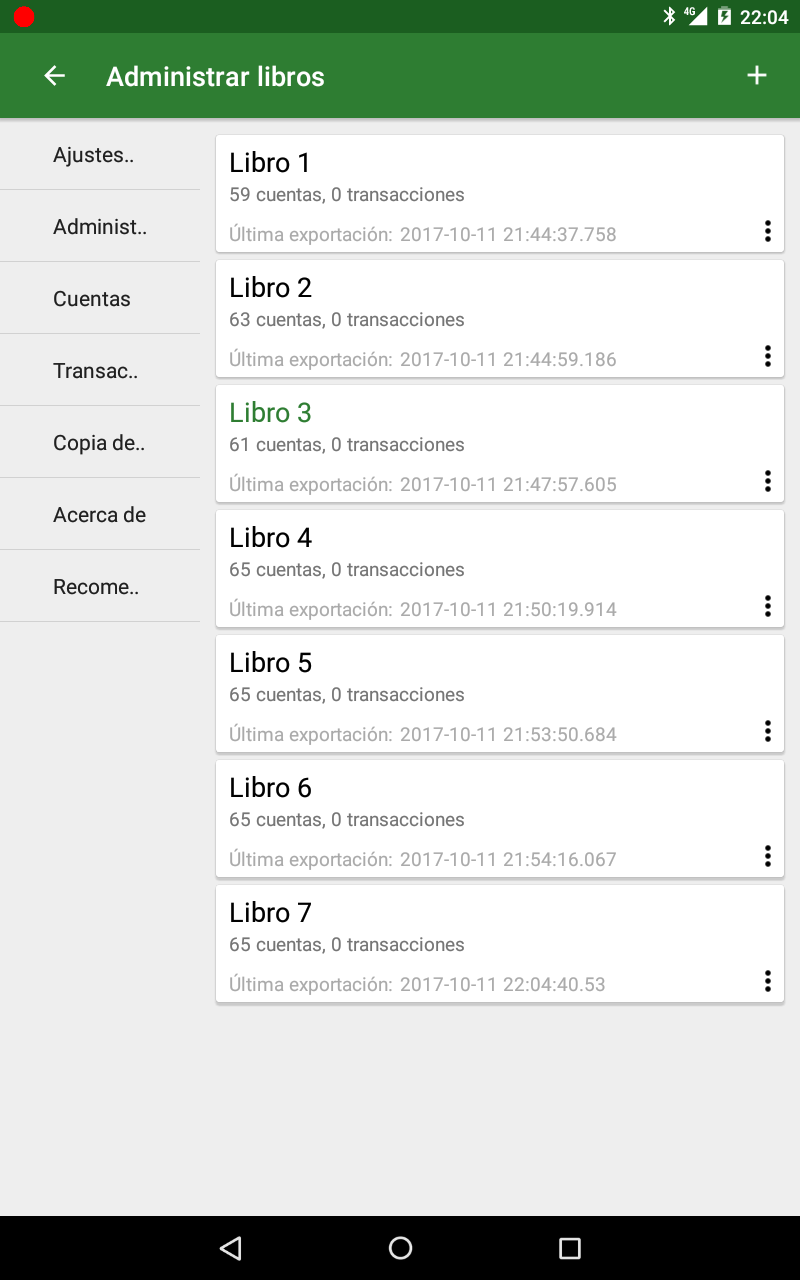 4G 22:04
Administrar libros
Ajustes..
Administ..
Cuentas
Transac..
Copia de..
Acerca de
Recome..
Libro 1
59 cuentas, 0 transacciones
Última exportación: 2017-10-11 21:44:37.758
Libro 2
63 cuentas, 0 transacciones
Última exportación: 2017-10-11 21:44:59.186
Libro 3
61 cuentas, 0 transacciones
Última exportación: 2017-10-11 21:47:57.605
Libro 4
65 cuentas, 0 transacciones
Última exportación: 2017-10-11 21:50:19.914
Libro 5
65 cuentas, 0 transacciones
Última exportación: 2017-10-11 21:53:50.684
Libro 6
65 cuentas, 0 transacciones
Última exportación: 2017-10-11 21:54:16.067
Libro 7
65 cuentas, 0 transacciones
Última exportación: 2017-10-11 22:04:40.53